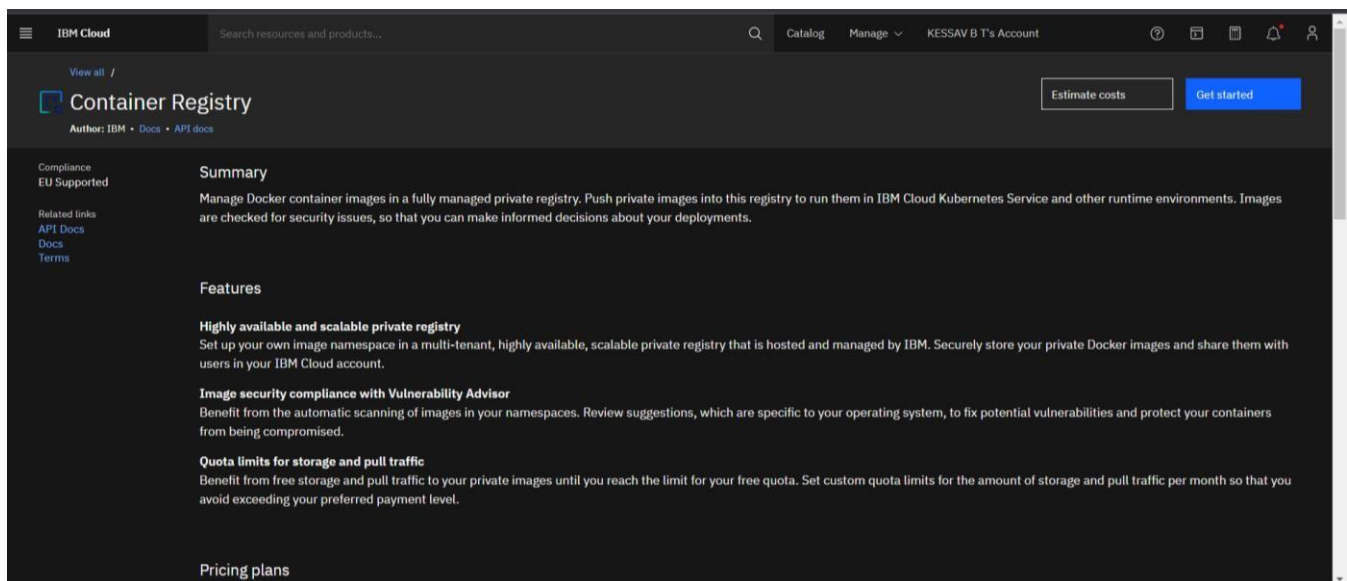 IBM Cloud
Search resources and products...
Catalog
Manage
KESSAV B T's Account
View all /
Container Registry
Author: IBM • Docs • API docs
Estimate costs
Get started
Compliance
EU Supported
Related links
API Docs
Docs
Terms
Summary
Manage Docker container images in a fully managed private registry. Push private images into this registry to run them in IBM Cloud Kubernetes Service and other runtime environments. Images
are checked for security issues, so that you can make informed decisions about your deployments.
Features
Highly available and scalable private registry
Set up your own image namespace in a multi-tenant, highly available, scalable private registry that is hosted and managed by IBM. Securely store your private Docker images and share them with
users in your IBM Cloud account.
Image security compliance with Vulnerability Advisor
Benefit from the automatic scanning of images in your namespaces. Review suggestions, which are specific to your operating system, to fix potential vulnerabilities and protect your containers
from being compromised.
Quota limits for storage and pull traffic
Benefit from free storage and pull traffic to your private images until you reach the limit for your free quota. Set custom quota limits for the amount of storage and pull traffic per month so that you
avoid exceeding your preferred payment level.
Pricing plans